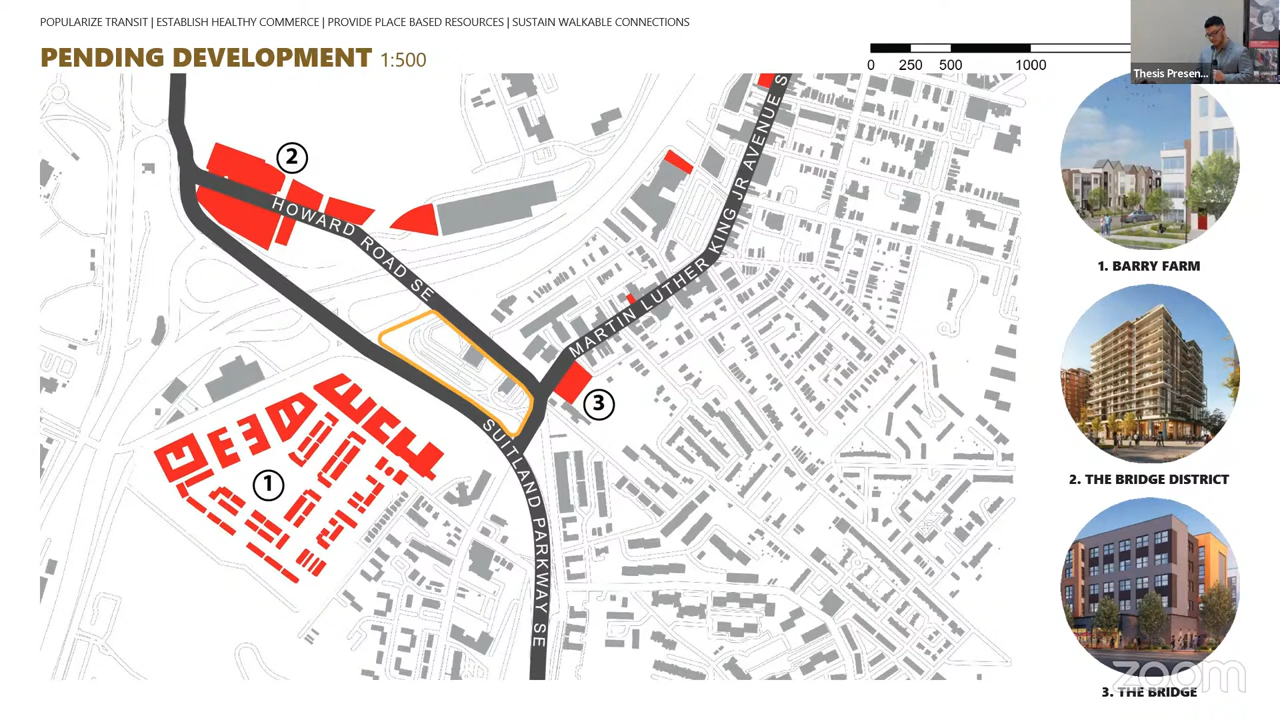 POPULARIZE TRANSIT | ESTABLISH HEALTHY COMMERCE | PROVIDE PLACE BASED RESOURCES | SUSTAIN WALKABLE CONNECTIONS
PENDING DEVELOPMENT 1:500
0 250 500 1000
Thesis Presen...
2
HOWARD ROAD SE
MARTIN LUTHER KING JR AVENUE S
1. BARRY FARM
3
SUITLAND PARKWAY SE
1
2. THE BRIDGE DISTRICT
zoom
3. THE BRIDGE